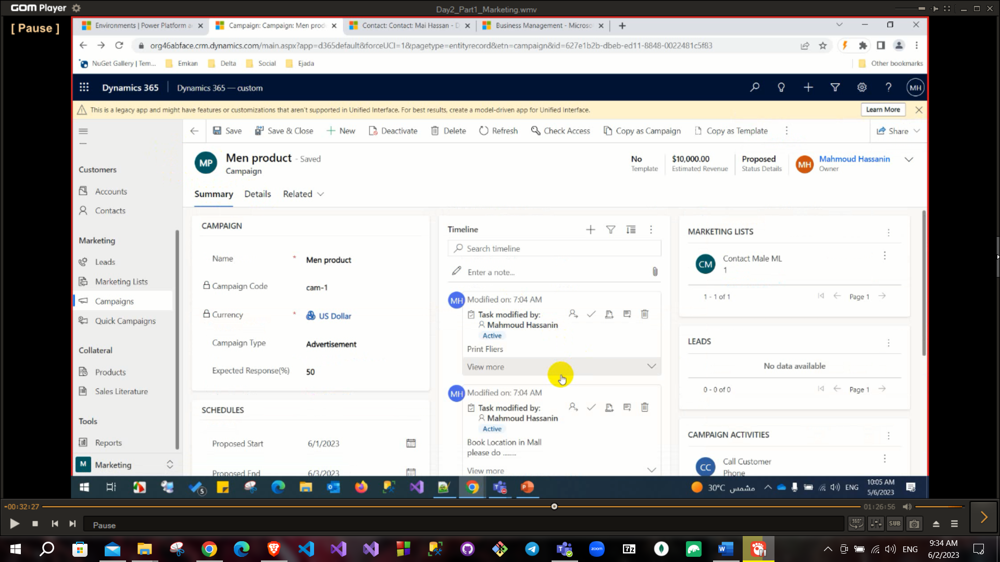 GOM Player
Day2_Part1_Marketing.wmv
[ Pause ]
Environments | Power Platform a
Campaign: Campaign: Men prod
Contact: Contact: Mai Hassan - D
Business Management - Microso
org46abface.crm.dynamics.com/main.aspx?app=d365default&forceUCI=1&pagetype=entityrecord&etn=campaign&id=627e1b2b-dbeb-ed11-8848-0022481c5f83
NuGet Gallery | Tem...
Emkan
Delta
Social
Ejada
Other bookmarks
Dynamics 365
Dynamics 365 — custom
MH
This is a legacy app and might have features or customizations that aren't supported in Unified Interface. For best results, create a model-driven app for Unified Interface.
Learn More
Save
Save & Close
New
Deactivate
Delete
Refresh
Check Access
Copy as Campaign
Copy as Template
Share
Customers
Accounts
Contacts
Marketing
Leads
Marketing Lists
Campaigns
Quick Campaigns
Collateral
Products
Sales Literature
Tools
Reports
M
Marketing
MP
Men product - Saved
Campaign
No
Template
$10,000.00
Estimated Revenue
Proposed
Status Details
MH
Mahmoud Hassanin
Owner
Summary
Details
Related
CAMPAIGN
Name * Men product
Campaign Code cam-1
Currency * US Dollar
Campaign Type Advertisement
Expected Response(%) 50
SCHEDULES
Proposed Start 6/1/2023
Proposed End 6/3/2023
Timeline
Search timeline
Enter a note...
MH
Modified on: 7:04 AM
Task modified by:
Mahmoud Hassanin
Active
Print Fliers
View more
MH
Modified on: 7:04 AM
Task modified by:
Mahmoud Hassanin
Active
Book Location in Mall
please do ........
View more
MARKETING LISTS
CM
Contact Male ML
1
1 - 1 of 1
Page 1
LEADS
No data available
0 - 0 of 0
Page 1
CAMPAIGN ACTIVITIES
CC
Call Customer
Phone
5
30°C مشمس
ENG
10:05 AM
5/6/2023
-00:32:27
01:26:56
Pause
360°
SUB
zoom
7z
ENG
9:34 AM
6/2/2023